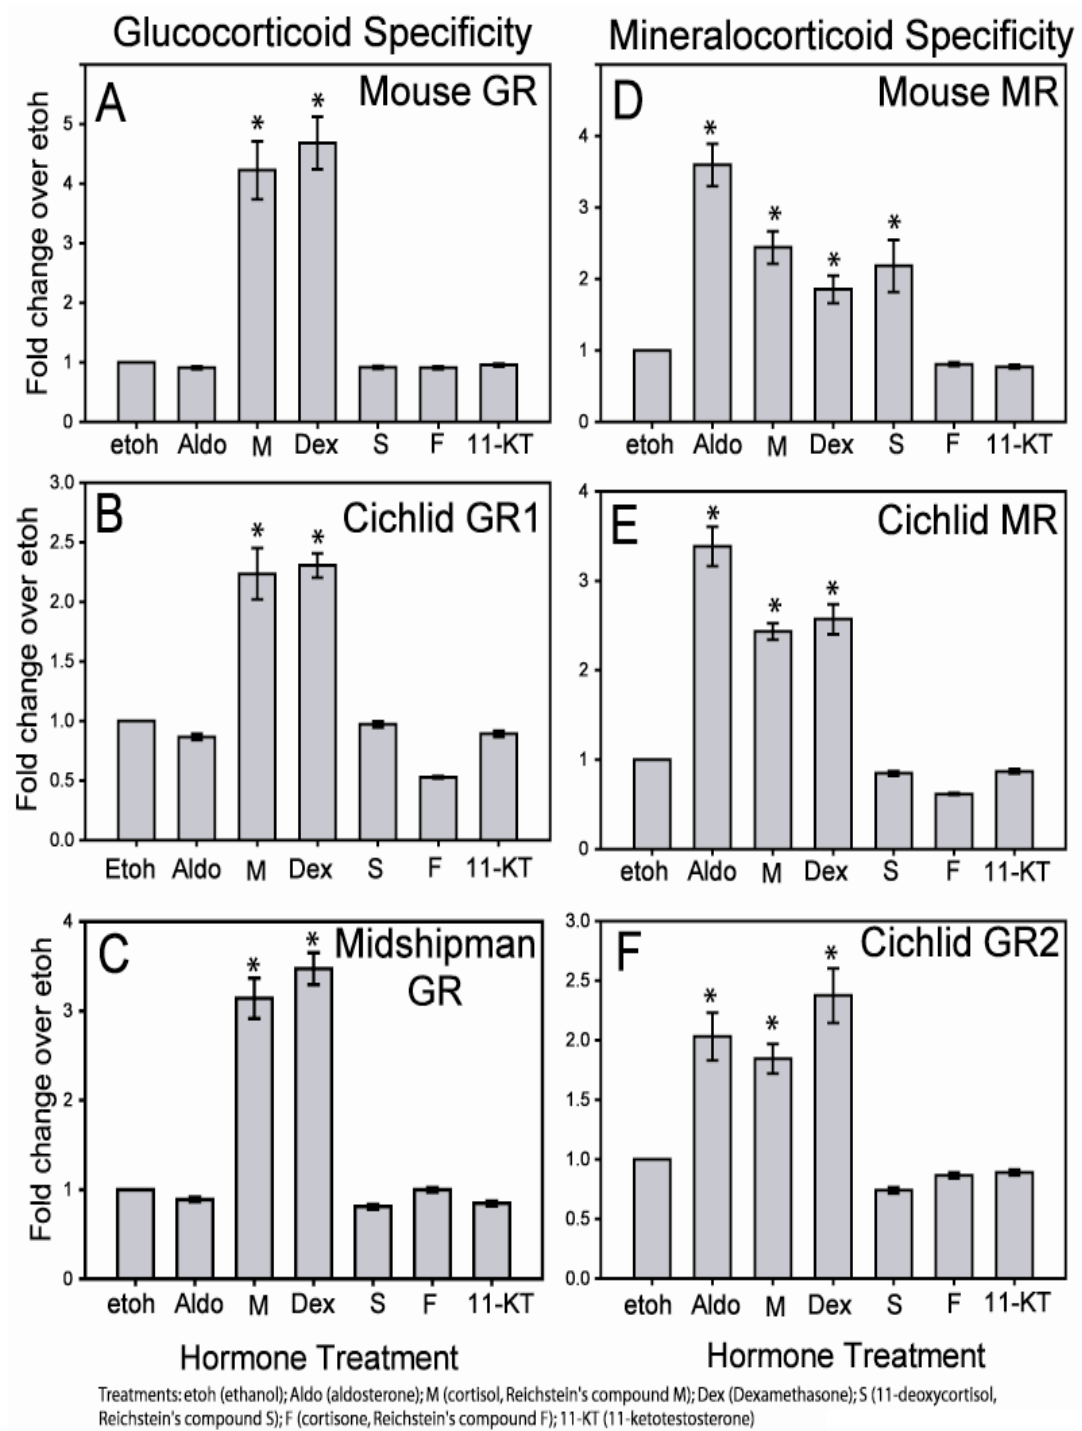 Glucocorticoid Specificity
Mineralocorticoid Specificity
A
Mouse GR
*
*
Fold change over etoh
5
4
3
2
1
0
etoh Aldo M Dex S F 11-KT
D
Mouse MR
*
*
*
*
4
3
2
1
0
etoh Aldo M Dex S F 11-KT
B
Cichlid GR1
*
*
Fold change over etoh
3.0
2.5
2.0
1.5
1.0
0.5
0.0
Etoh Aldo M Dex S F 11-KT
E
Cichlid MR
*
*
*
4
3
2
1
0
etoh Aldo M Dex S F 11-KT
C
Midshipman
GR
*
*
Fold change over etoh
4
3
2
1
0
etoh Aldo M Dex S F 11-KT
F
Cichlid GR2
*
*
*
3.0
2.5
2.0
1.5
1.0
0.5
0.0
etoh Aldo M Dex S F 11-KT
Hormone Treatment
Hormone Treatment
Treatments: etoh (ethanol); Aldo (aldosterone); M (cortisol, Reichstein's compound M); Dex (Dexamethasone); S (11-deoxycortisol,
Reichstein's compound S); F (cortisone, Reichstein's compound F); 11-KT (11-ketotestosterone)